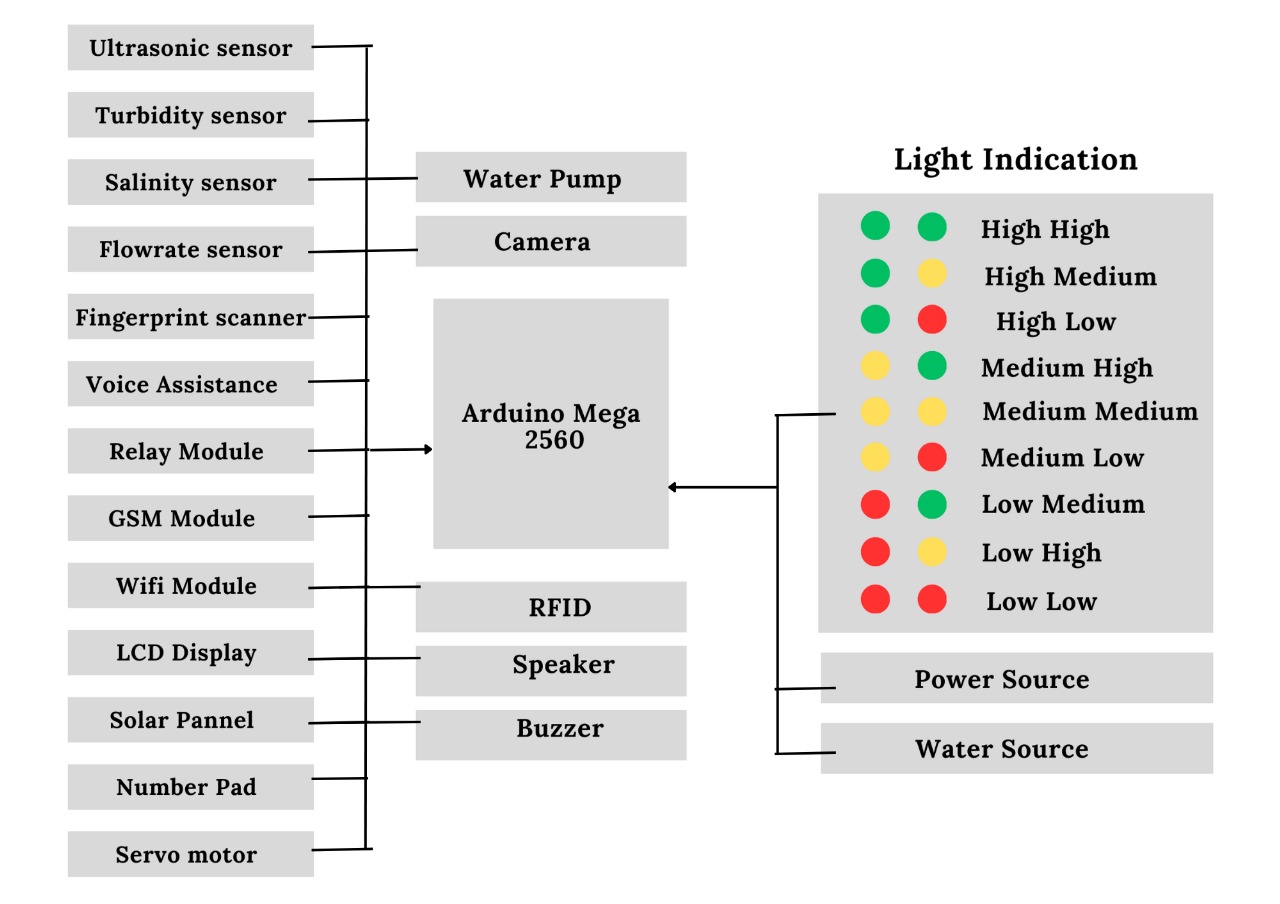 Ultrasonic sensor
Turbidity sensor
Salinity sensor
Flowrate sensor
Fingerprint scanner
Voice Assistance
Relay Module
GSM Module
Wifi Module
LCD Display
Solar Pannel
Number Pad
Servo motor
Water Pump
Camera
Arduino Mega
2560
RFID
Speaker
Buzzer
Light Indication
High High
High Medium
High Low
Medium High
Medium Medium
Medium Low
Low Medium
Low High
Low Low
Power Source
Water Source